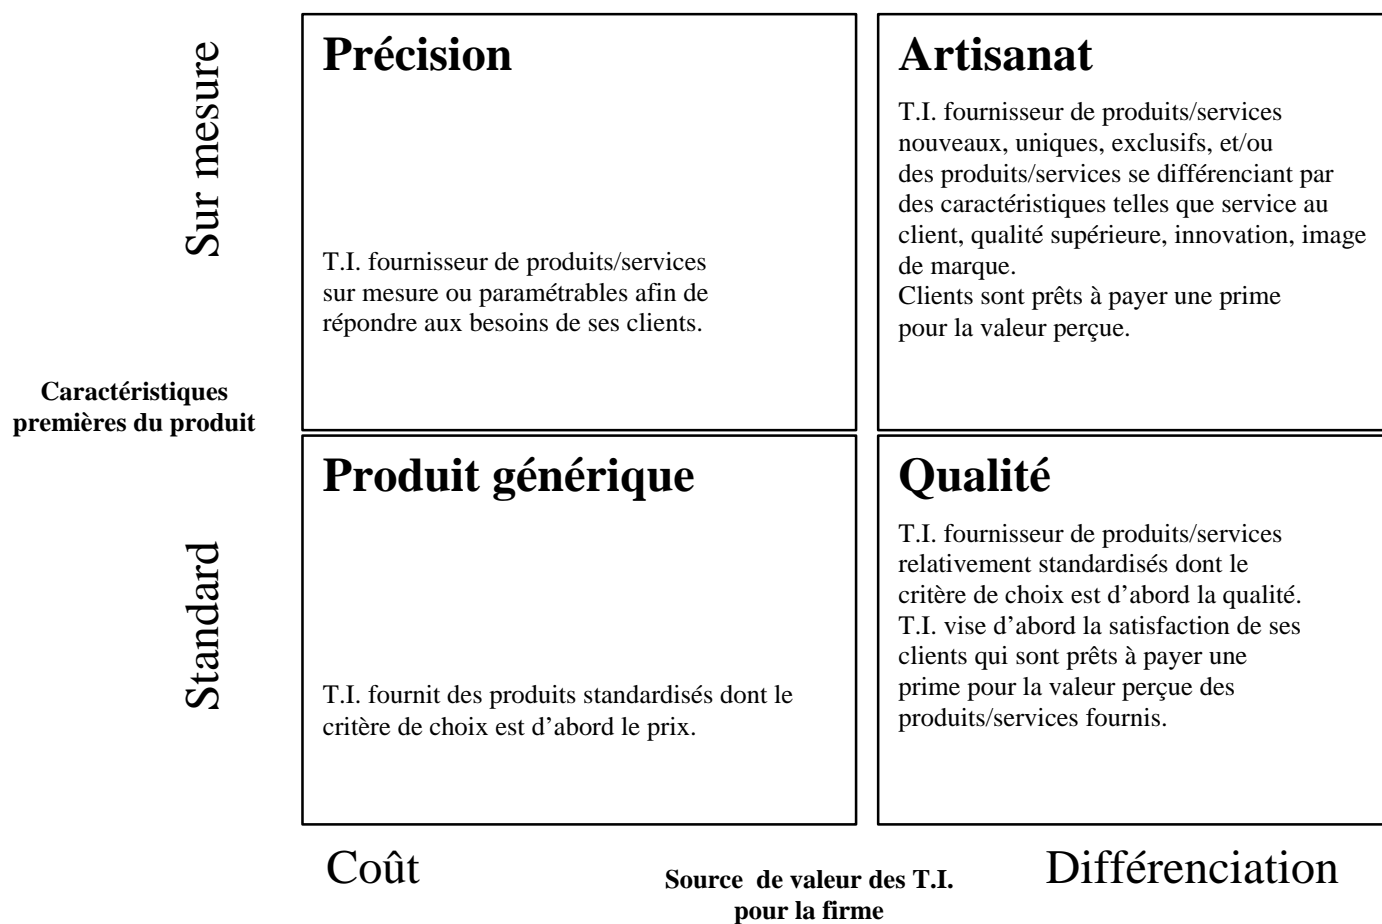 Sur mesure
Précision
T.I. fournisseur de produits/services
sur mesure ou paramétrables afin de
répondre aux besoins de ses clients.
Artisanat
T.I. fournisseur de produits/services
nouveaux, uniques, exclusifs, et/ou
des produits/services se différenciant par
des caractéristiques telles que service au
client, qualité supérieure, innovation, image
de marque.
Clients sont prêts à payer une prime
pour la valeur perçue.
Caractéristiques
premières du produit
Standard
Produit générique
T.I. fournit des produits standardisés dont le
critère de choix est d’abord le prix.
Qualité
T.I. fournisseur de produits/services
relativement standardisés dont le
critère de choix est d’abord la qualité.
T.I. vise d’abord la satisfaction de ses
clients qui sont prêts à payer une
prime pour la valeur perçue des
produits/services fournis.
Coût
Source de valeur des T.I.
pour la firme
Différenciation